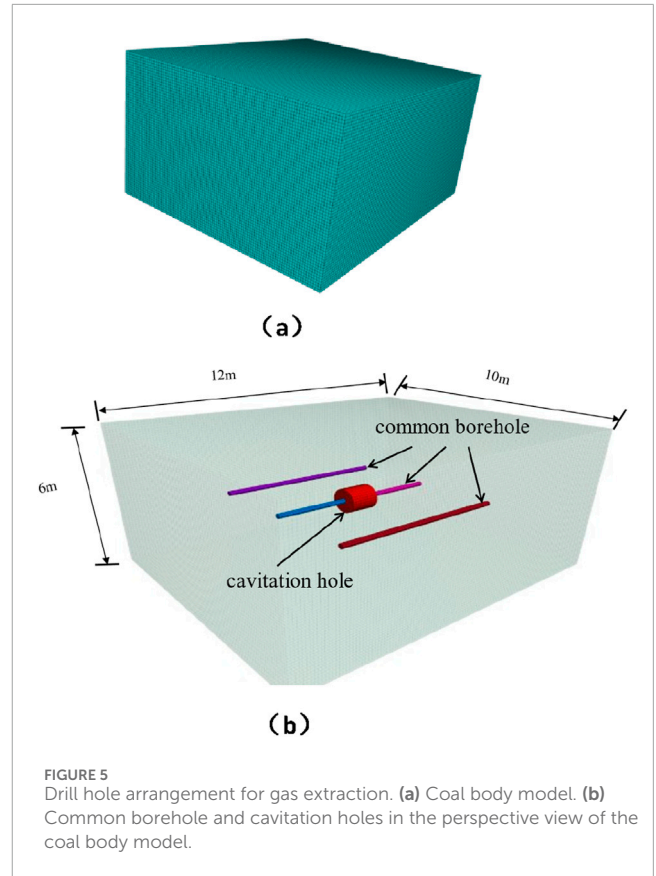 (a)
12m
10m
common borehole
6m
cavitation hole
(b)
FIGURE 5
Drill hole arrangement for gas extraction. (a) Coal body model. (b)
Common borehole and cavitation holes in the perspective view of the
coal body model.